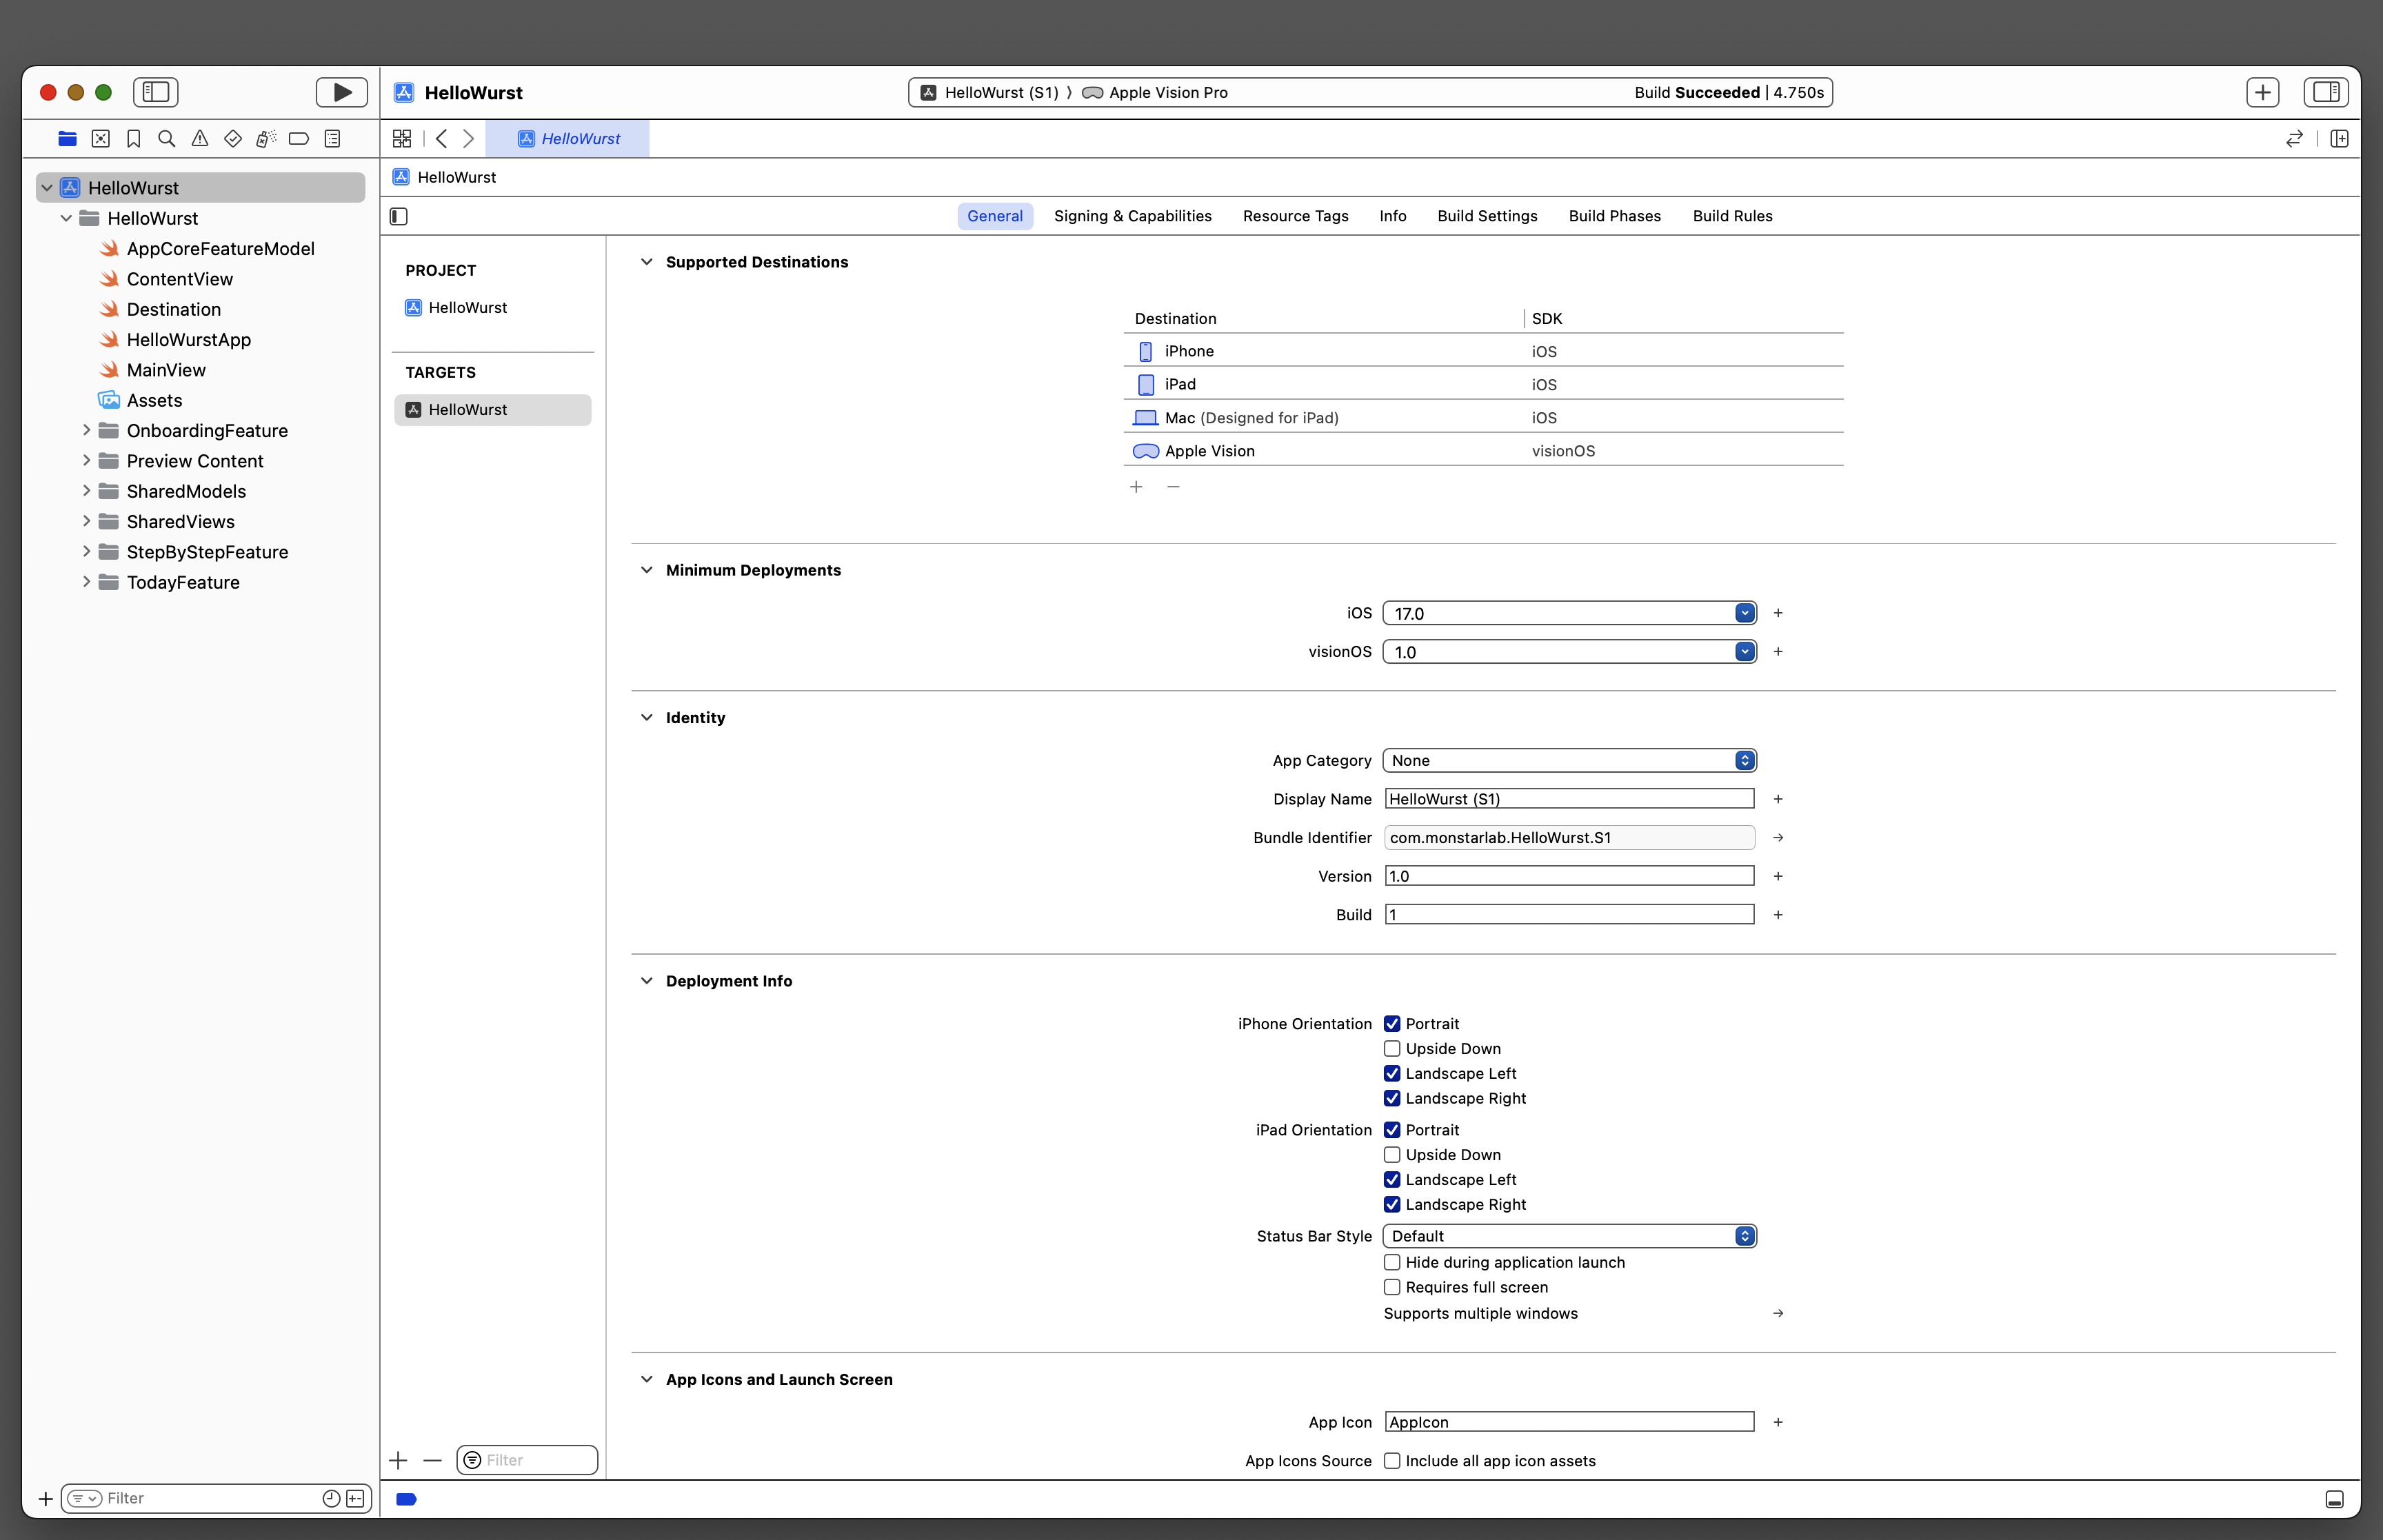 HelloWurst
HelloWurst (S1) 〉 Apple Vision Pro
Build Succeeded | 4.750s
HelloWurst
HelloWurst
HelloWurst
HelloWurst
AppCoreFeatureModel
ContentView
Destination
HelloWurstApp
MainView
Assets
OnboardingFeature
Preview Content
SharedModels
SharedViews
StepByStepFeature
TodayFeature
Filter
General Signing & Capabilities Resource Tags Info Build Settings Build Phases Build Rules
PROJECT
HelloWurst
TARGETS
HelloWurst
Filter
Supported Destinations
Destination SDK
iPhone iOS
iPad iOS
Mac (Designed for iPad) iOS
Apple Vision visionOS
Minimum Deployments
iOS 17.0
visionOS 1.0
Identity
App Category None
Display Name HelloWurst (S1)
Bundle Identifier com.monstarlab.HelloWurst.S1
Version 1.0
Build 1
Deployment Info
iPhone Orientation Portrait
Upside Down
Landscape Left
Landscape Right
iPad Orientation Portrait
Upside Down
Landscape Left
Landscape Right
Status Bar Style Default
Hide during application launch
Requires full screen
Supports multiple windows
App Icons and Launch Screen
App Icon AppIcon
App Icons Source Include all app icon assets